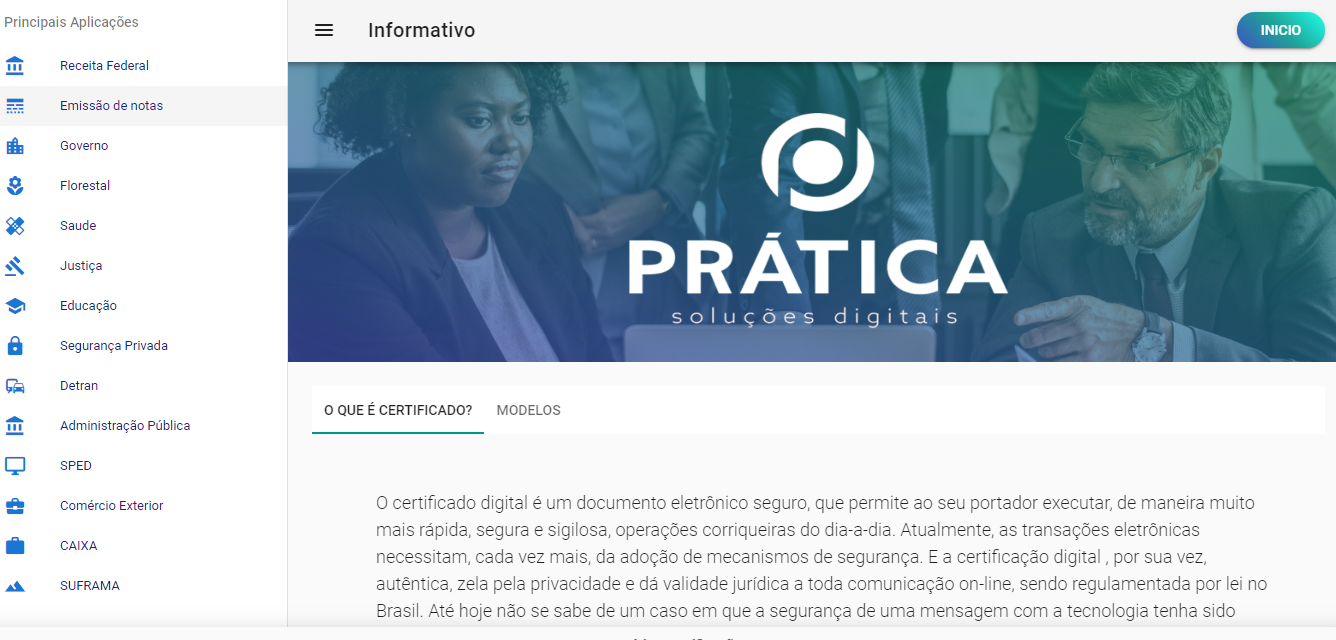 Principais Aplicações
Receita Federal
Emissão de notas
Governo
Florestal
Saude
Justiça
Educação
Segurança Privada
Detran
Administração Pública
SPED
Comércio Exterior
CAIXA
SUFRAMA
Informativo
INICIO
PRÁTICA
soluções digitais
O QUE É CERTIFICADO?
MODELOS
O certificado digital é um documento eletrônico seguro, que permite ao seu portador executar, de maneira muito
mais rápida, segura e sigilosa, operações corriqueiras do dia-a-dia. Atualmente, as transações eletrônicas
necessitam, cada vez mais, da adoção de mecanismos de segurança. E a certificação digital , por sua vez,
autêntica, zela pela privacidade e dá validade jurídica a toda comunicação on-line, sendo regulamentada por lei no
Brasil. Até hoje não se sabe de um caso em que a segurança de uma mensagem com a tecnologia tenha sido